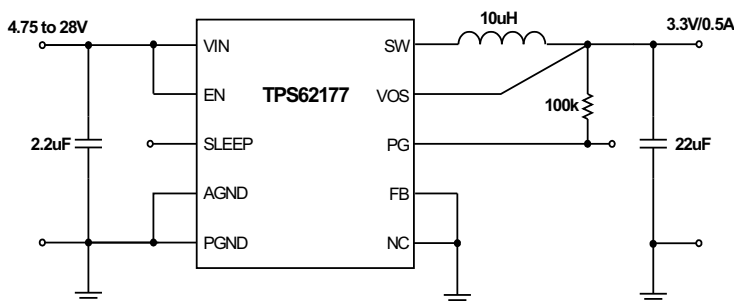 4.75 to 28V
10uH
3.3V/0.5A
VIN
SW
EN
TPS62177
VOS
100k
2.2uF
SLEEP
PG
22uF
AGND
FB
PGND
NC